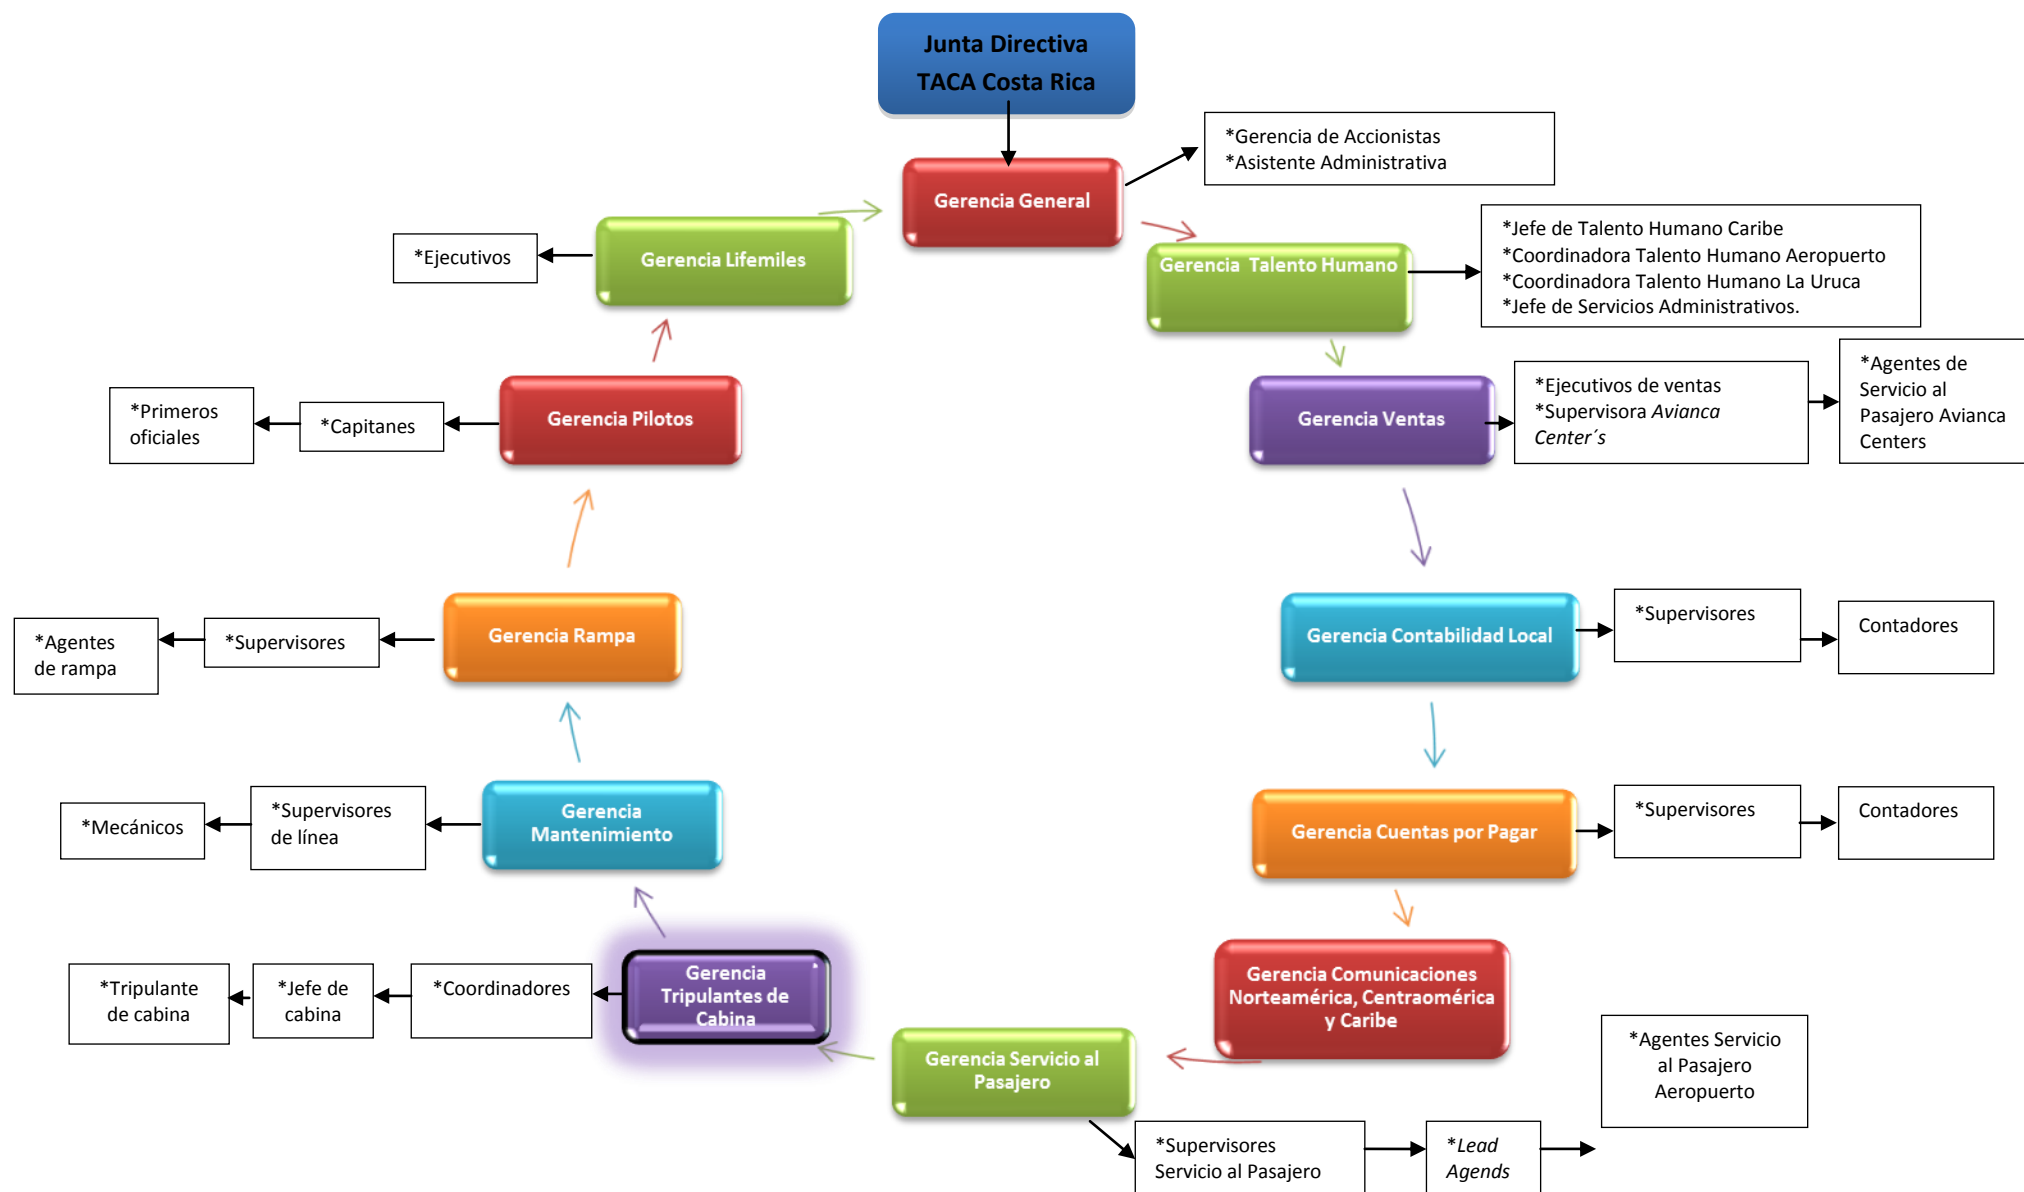 Junta Directiva
TACA Costa Rica
*Gerencia de Accionistas
*Asistente Administrativa
Gerencia General
*Jefe de Talento Humano Caribe
*Coordinadora Talento Humano Aeropuerto
*Coordinadora Talento Humano La Uruca
*Jefe de Servicios Administrativos.
Gerencia Talento Humano
*Ejecutivos
Gerencia Lifemiles
*Primeros
oficiales
*Capitanes
Gerencia Pilotos
Gerencia Ventas
*Ejecutivos de ventas
*Supervisora Avianca
Center´s
*Agentes de
Servicio al
Pasajero Avianca
Centers
*Agentes
de rampa
*Supervisores
Gerencia Rampa
Gerencia Contabilidad Local
*Supervisores
Contadores
*Mecánicos
*Supervisores
de línea
Gerencia
Mantenimiento
Gerencia Cuentas por Pagar
*Supervisores
Contadores
*Tripulante
de cabina
*Jefe de
cabina
*Coordinadores
Gerencia
Tripulantes de
Cabina
Gerencia Comunicaciones
Norteamérica, Centraomérica
y Caribe
Gerencia Servicio al
Pasajero
*Supervisores
Servicio al Pasajero
*Lead
Agends
*Agentes Servicio
al Pasajero
Aeropuerto